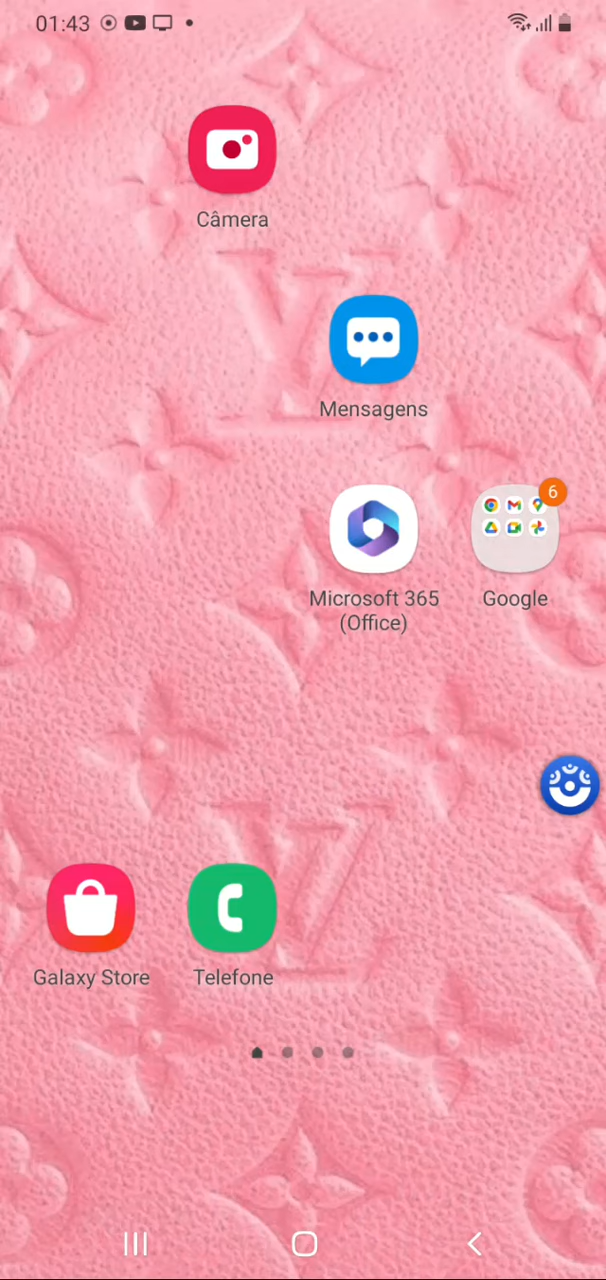 01:43
Câmera
Mensagens
6
Microsoft 365
(Office)
Google
Galaxy Store
Telefone